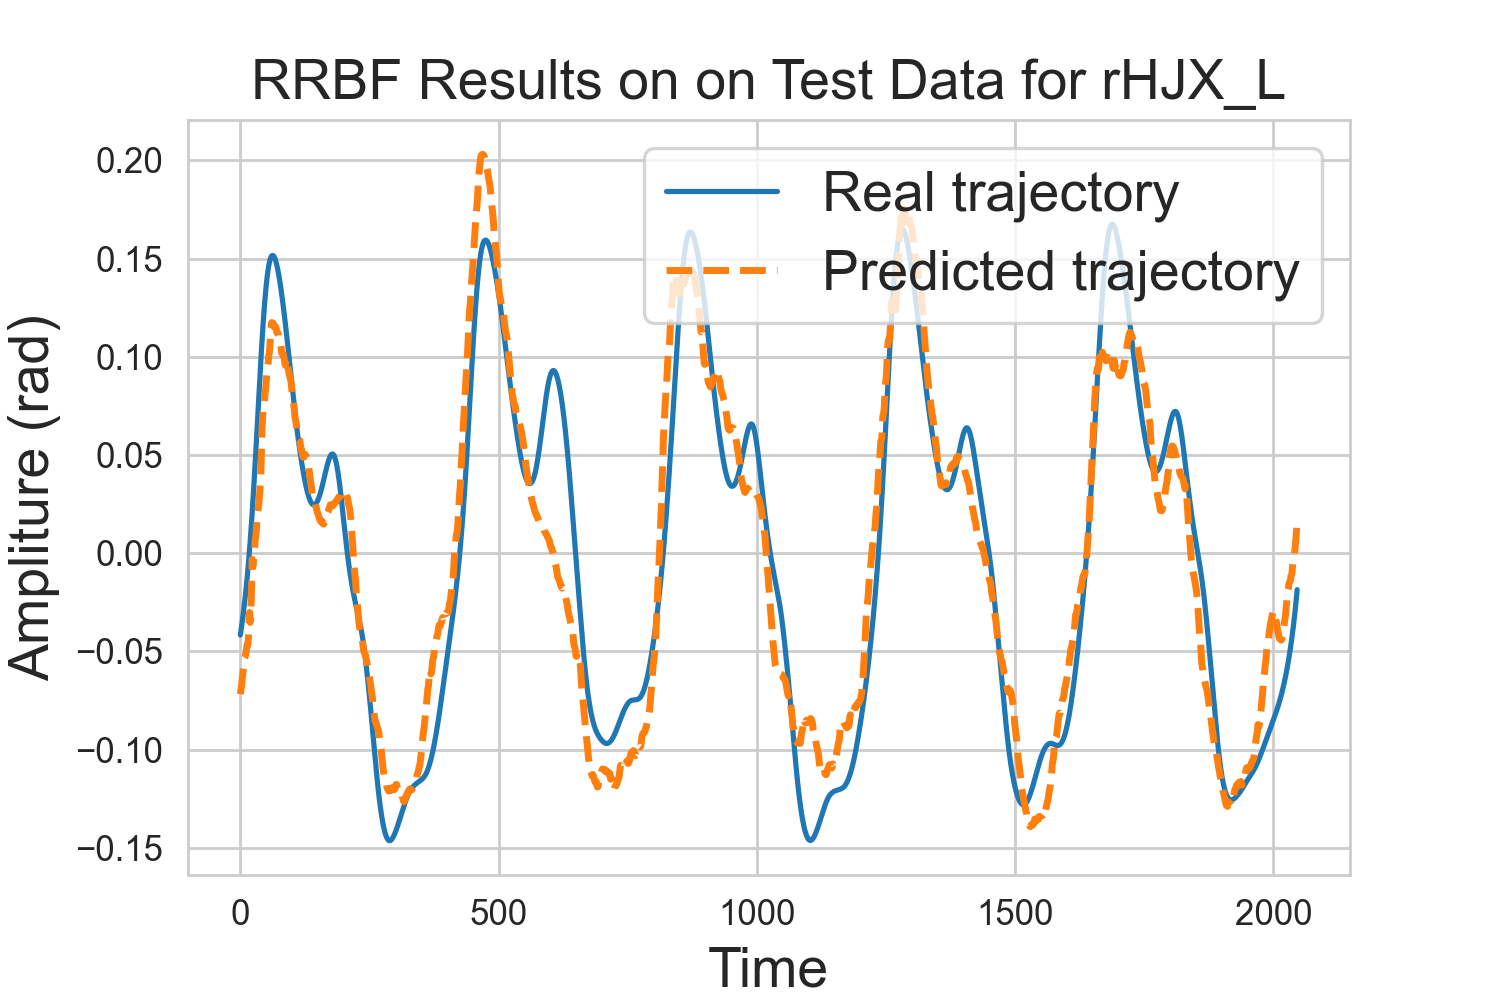 RRBF Results on on Test Data for rHJX_L
Ampliture (rad)
0.20
0.15
0.10
0.05
0.00
−0.05
−0.10
−0.15
Real trajectory
Predicted trajectory
0 500 1000 1500 2000
Time